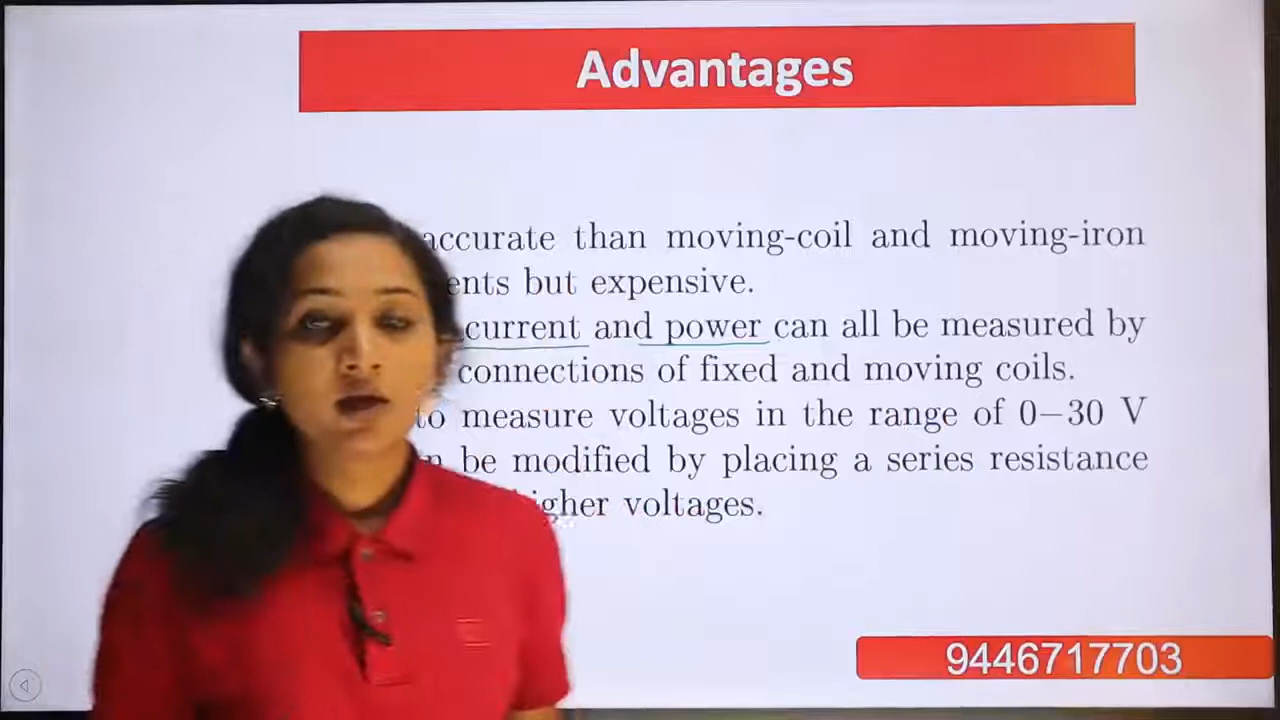 Advantages
accurate than moving-coil and moving-iron
but expensive.
current and power can all be measured by
connections of fixed and moving coils.
to measure voltages in the range of 0−30 V
be modified by placing a series resistance
higher voltages.
9446717703